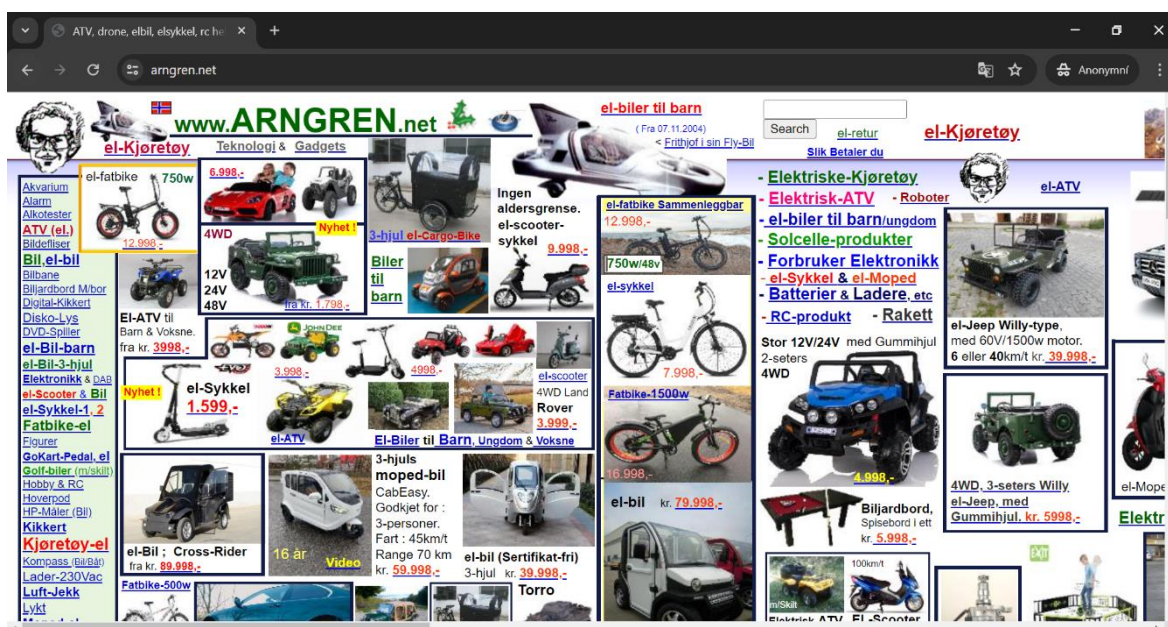 ATV, drone, elbil, elsykkel, rc he
arngren.net
Anonymní
www.ARNGREN.net
el-Kjøretøy
Teknologi & Gadgets
el-biler til barn
( Fra 07.11.2004)
< Frithjof i sin Fly-Bil
Search
el-retur
Slik Betaler du
el-Kjøretøy
Akvarium
Alarm
Alkotester
ATV (el.)
Bildefliser
Bil,el-bil
Bilbane
Biljardbord M/bor
Digital-Kikkert
Disko-Lys
DVD-Spiller
el-Bil-barn
el-Bil-3-hjul
Elektronikk & DAB
el-Scooter & Bil
el-Sykkel-1, 2
Fatbike-el
Figurer
GoKart-Pedal, el
Golf-biler (m/skilt)
Hobby & RC
Hoverpod
HP-Måler (Bil)
Kikkert
Kjøretøy-el
Kompass (Bil/Båt)
Lader-230Vac
Luft-Jekk
Lykt
Moped-el
el-fatbike
750w
12.998,-
6.998,-
Nyhet !
4WD
12V
24V
48V
fra kr. 1.798,-
3-hjul el-Cargo-Bike
Biler
til
barn
Ingen
aldersgrense.
el-scooter-
sykkel
9.998,-
El-ATV til
Barn & Voksne.
fra kr. 3998,-
Nyhet !
el-Sykkel
1.599,-
JOHN DEE
3.998,-
el-ATV
4998,-
el-scooter
4WD Land
Rover
3.999,-
El-Biler til Barn, Ungdom & Voksne
el-Bil ; Cross-Rider
fra kr. 89.998,-
16 år
Video
3-hjuls
moped-bil
CabEasy.
Godkjet for :
3-personer.
Fart : 45km/t
Range 70 km
kr. 59.998,-
el-bil (Sertifikat-fri)
3-hjul kr. 39.998,-
Fatbike-500w
Torro
el-fatbike Sammenleggbar
12.998,-
750w/48v
el-sykkel
7.998,-
Fatbike-1500w
16.998,-
el-bil kr. 79.998,-
- Elektriske-Kjøretøy
- Elektrisk-ATV - Roboter
- el-biler til barn/ungdom
- Solcelle-produkter
- Forbruker Elektronikk
- el-Sykkel & el-Moped
- Batterier & Ladere, etc
- RC-produkt - Rakett
Stor 12V/24V med Gummihjul
2-seters
4WD
4.998,-
Biljardbord,
Spisebord i ett
kr. 5.998,-
m/Skilt
100km/t
Elektrisk ATV EL-Scooter
el-ATV
el-Jeep Willy-type,
med 60V/1500w motor.
6 eller 40km/t kr. 39.998,-
4WD, 3-seters Willy
el-Jeep, med
Gummihjul. kr. 5998,-
el-Mope
Elektr
EXIT